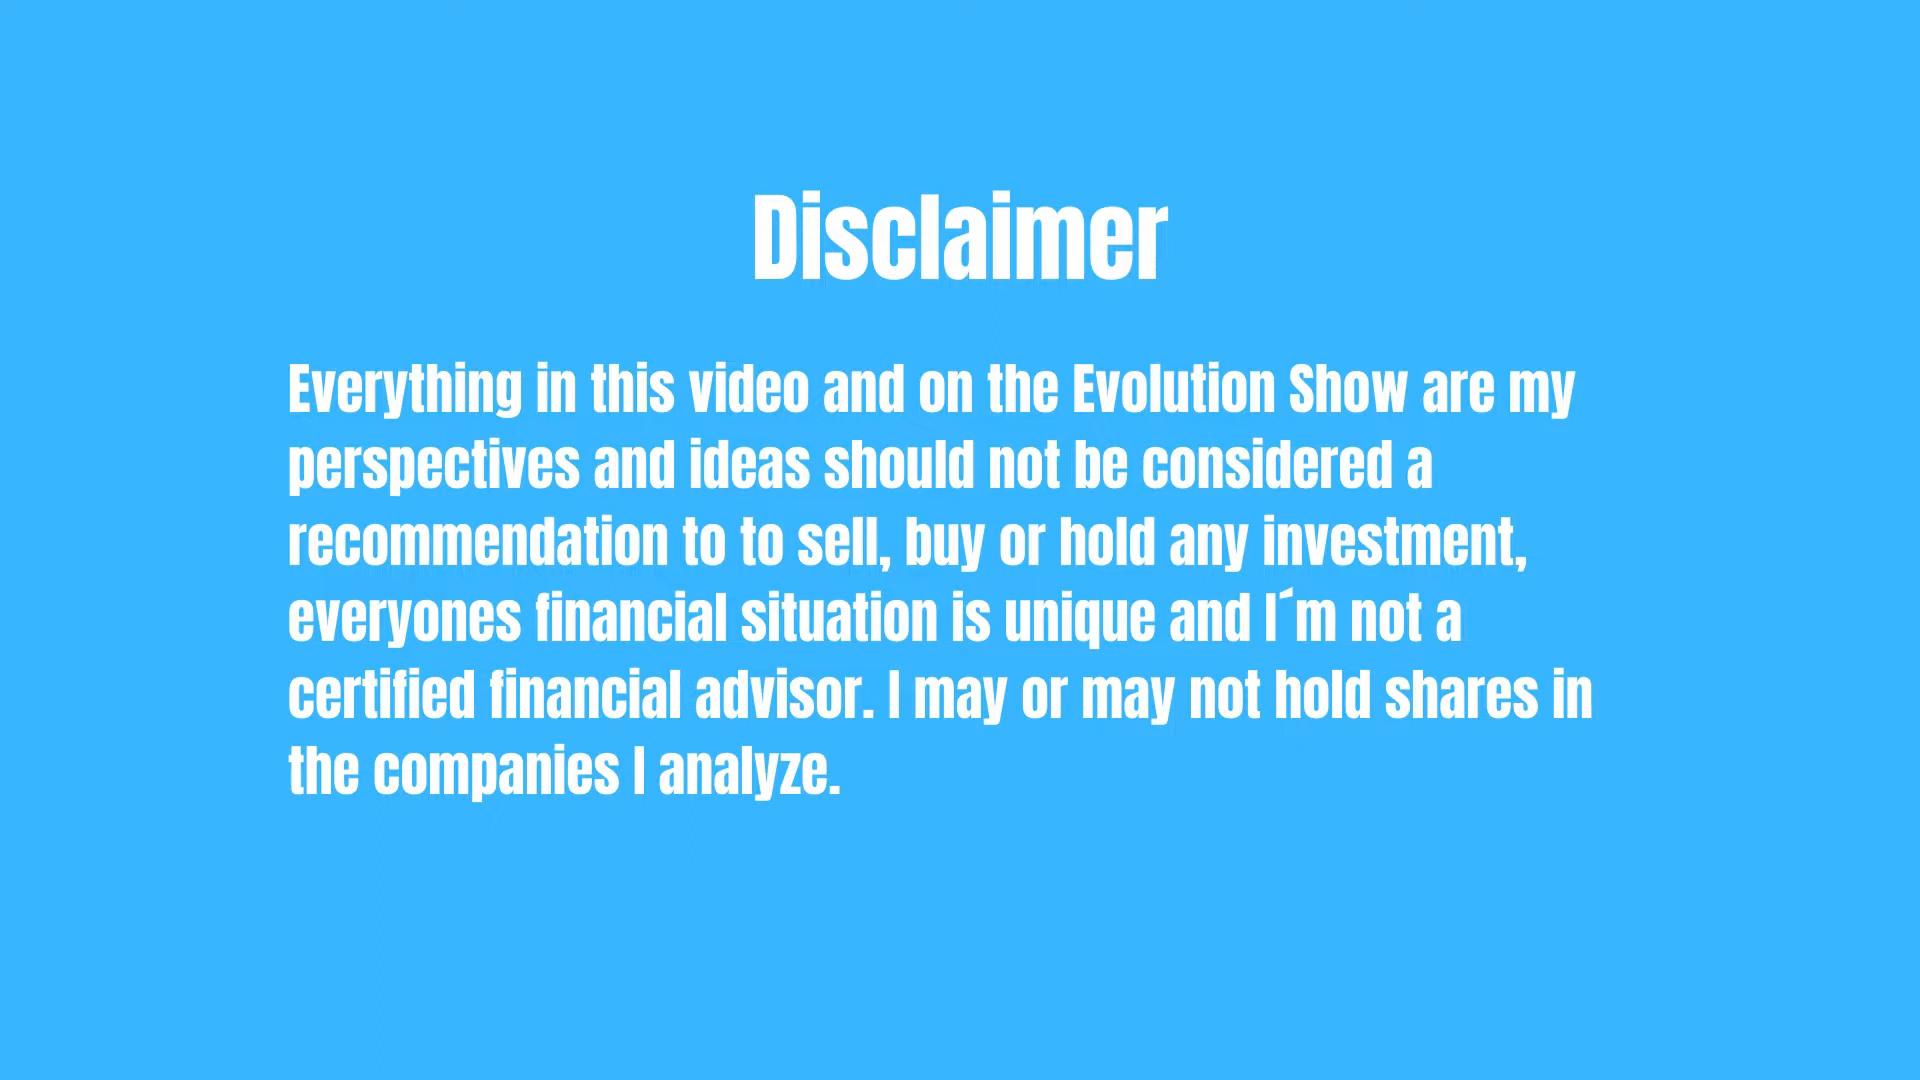 Disclaimer
Everything in this video and on the Evolution Show are my
perspectives and ideas should not be considered a
recommendation to to sell, buy or hold any investment,
everyones financial situation is unique and I´m not a
certified financial advisor. I may or may not hold shares in
the companies I analyze.